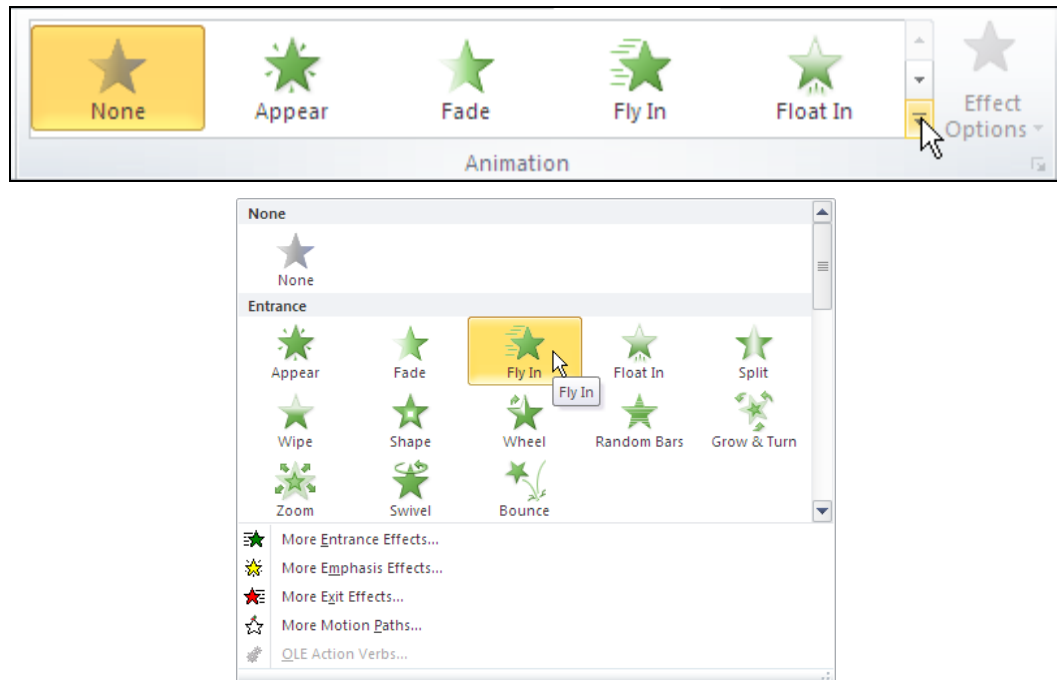 None Appear Fade Fly In Float In Effect Options
Animation
None
None
Entrance
Appear Fade Fly In Float In Split
Fly In
Wipe Shape Wheel Random Bars Grow & Turn
Zoom Swivel Bounce
More Entrance Effects...
More Emphasis Effects...
More Exit Effects...
More Motion Paths...
OLE Action Verbs...